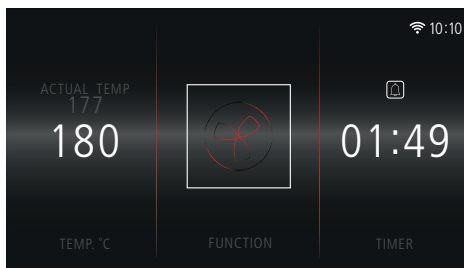 10:10
ACTUAL TEMP
177
180
01:49
TEMP. °C
FUNCTION
TIMER